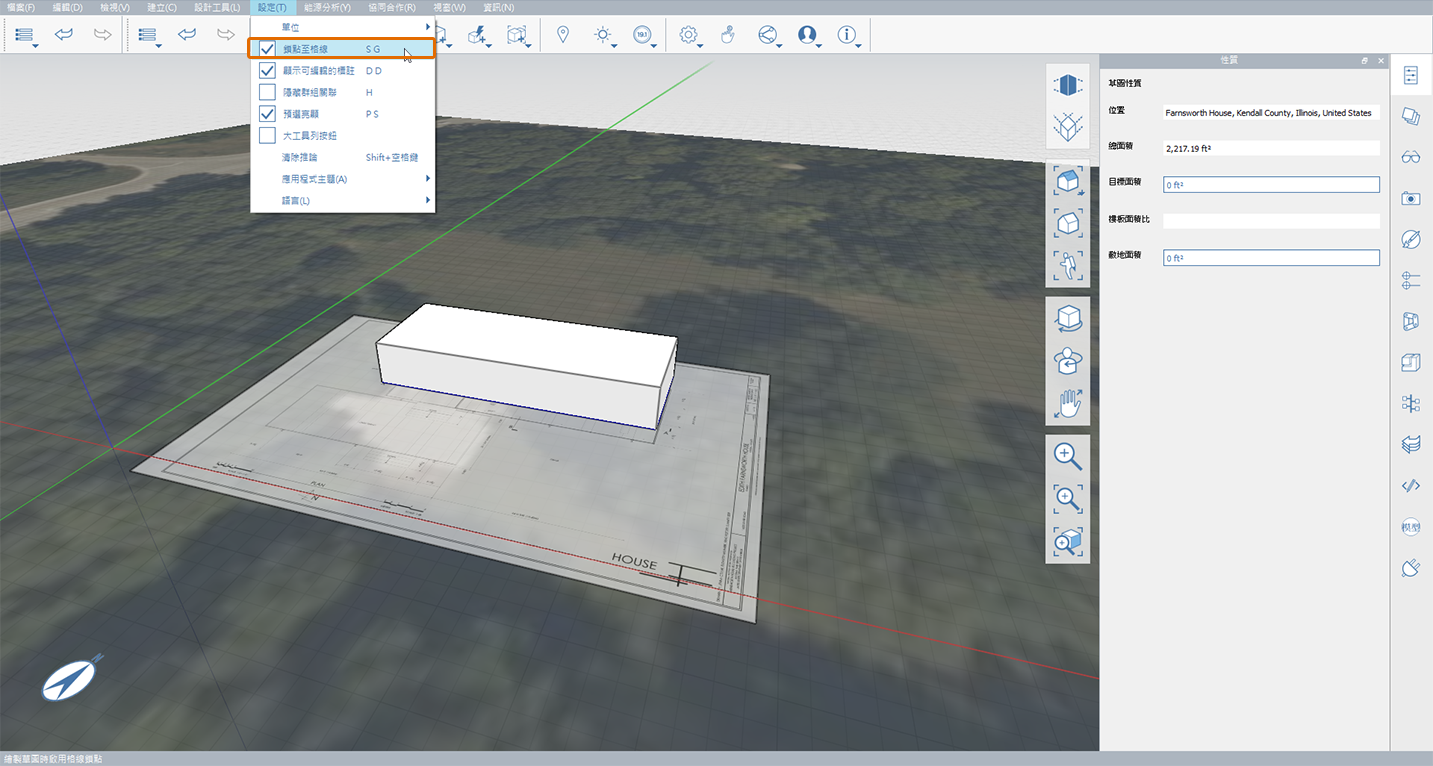 檔案(F) 編輯(D) 檢視(V) 建立(C) 設計工具(L) 設定(T) 能源分析(Y) 協同合作(R) 視窗(W) 資訊(N)
單位
鎖點至格線 S G
顯示可編輯的標註 D D
隱藏群組關聯 H
預選亮顯 P S
大工具列按鈕
清除推論 Shift+空格鍵
應用程式主題(A)
語言(L)
19.1
性質
草圖性質
位置 Farnsworth House, Kendall County, Illinois, United States
總面積 2,217.19 ft²
目標面積 0 ft²
樓板面積比
敷地面積 0 ft²
模型
PLAN
N
HOUSE
繪製草圖時啟用格線鎖點